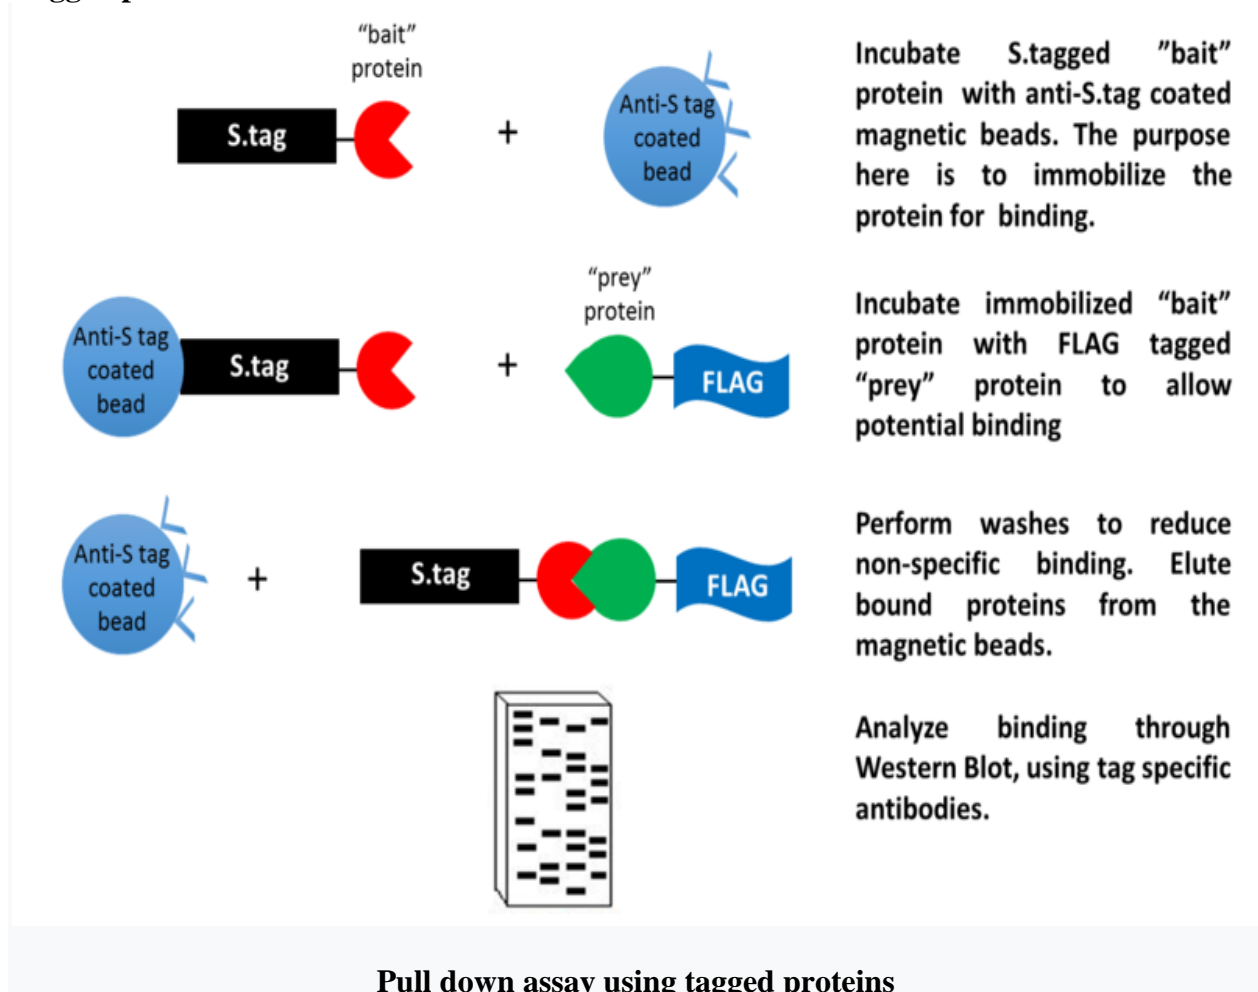 “bait”
protein
S.tag
+
Anti-S tag
coated
bead
Incubate S.tagged ”bait”
protein with anti-S.tag coated
magnetic beads. The purpose
here is to immobilize the
protein for binding.
“prey”
protein
Anti-S tag
coated
bead
S.tag
+
FLAG
Incubate immobilized “bait”
protein with FLAG tagged
“prey” protein to allow
potential binding
Anti-S tag
coated
bead
+
S.tag
FLAG
Perform washes to reduce
non-specific binding. Elute
bound proteins from the
magnetic beads.
Analyze binding through
Western Blot, using tag specific
antibodies.
Pull down assay using tagged proteins